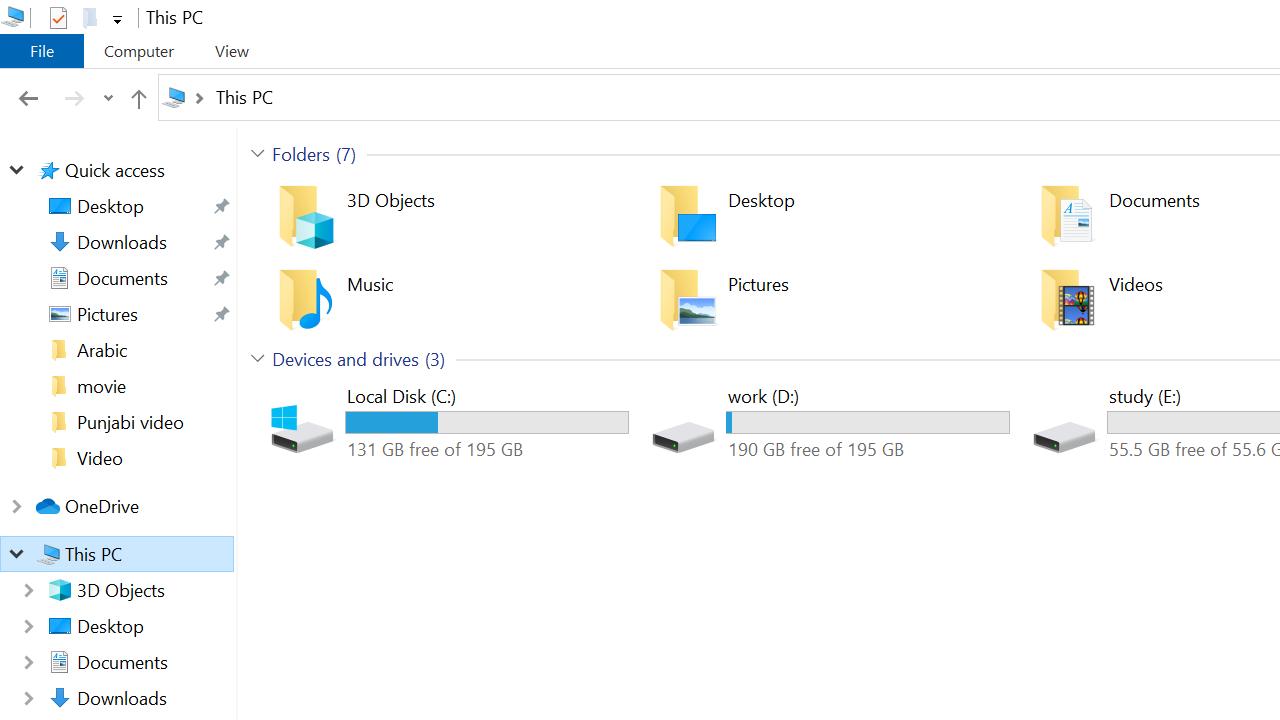 This PC
File Computer View
This PC
Quick access
Desktop
Downloads
Documents
Pictures
Arabic
movie
Punjabi video
Video
OneDrive
This PC
3D Objects
Desktop
Documents
Downloads
Folders (7)
3D Objects
Desktop
Documents
Music
Pictures
Videos
Devices and drives (3)
Local Disk (C:)
131 GB free of 195 GB
work (D:)
190 GB free of 195 GB
study (E:)
55.5 GB free of 55.6